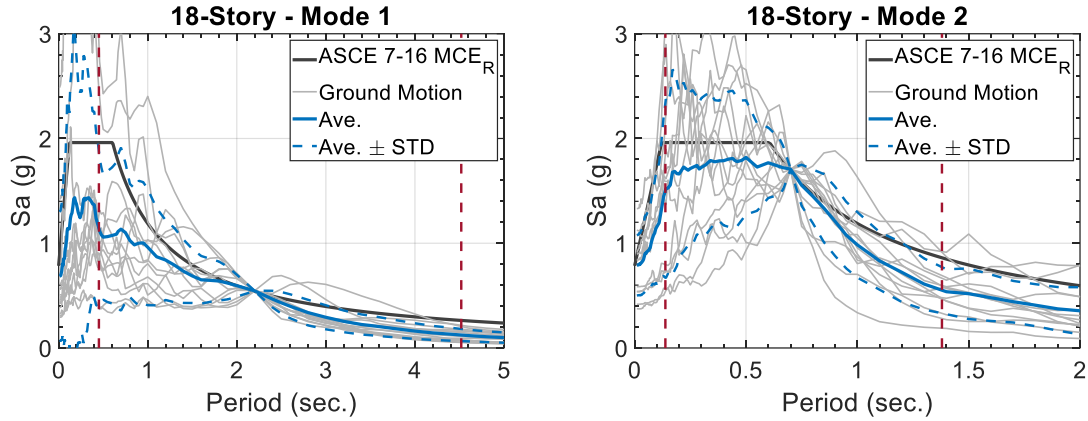 18-Story - Mode 1
3
2
1
0
Sa (g)
ASCE 7-16 MCE_R
Ground Motion
Ave.
Ave. ± STD
0 1 2 3 4 5
Period (sec.)
18-Story - Mode 2
3
2
1
0
Sa (g)
ASCE 7-16 MCE_R
Ground Motion
Ave.
Ave. ± STD
0 0.5 1 1.5 2
Period (sec.)